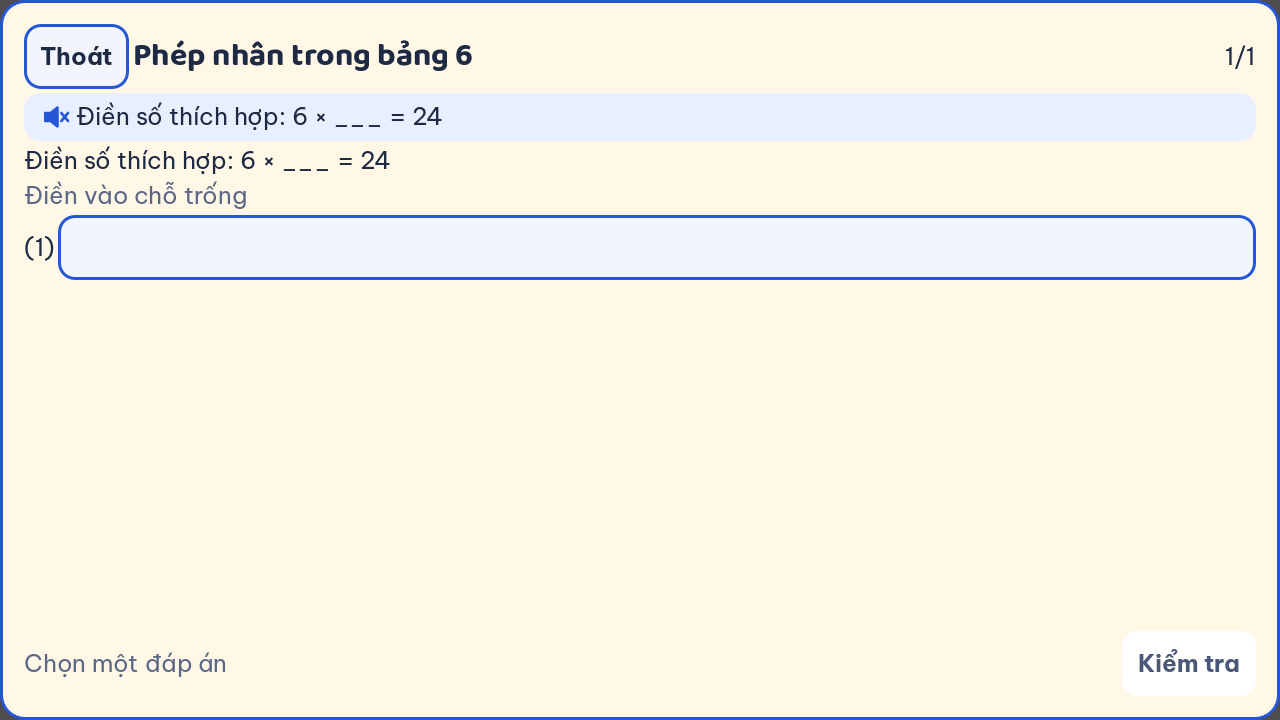 Thoát Phép nhân trong bảng 6 1/1
Điền số thích hợp: 6 × ___ = 24
Điền số thích hợp: 6 × ___ = 24
Điền vào chỗ trống
(1)
Chọn một đáp án Kiểm tra